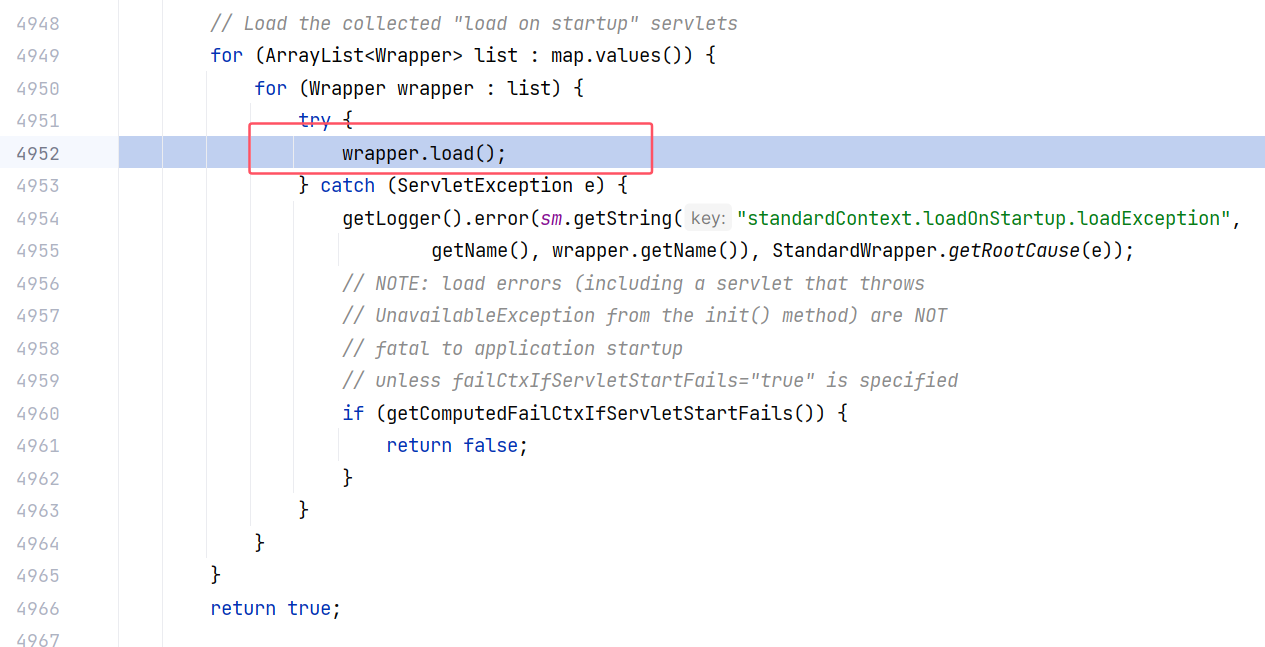 4948 // Load the collected "load on startup" servlets
4949 for (ArrayList<Wrapper> list : map.values()) {
4950 for (Wrapper wrapper : list) {
4951 try {
4952 wrapper.load();
4953 } catch (ServletException e) {
4954 getLogger().error(sm.getString( key: "standardContext.loadOnStartup.loadException",
4955 getName(), wrapper.getName()), StandardWrapper.getRootCause(e));
4956 // NOTE: load errors (including a servlet that throws
4957 // UnavailableException from the init() method) are NOT
4958 // fatal to application startup
4959 // unless failCtxIfServletStartFails="true" is specified
4960 if (getComputedFailCtxIfServletStartFails()) {
4961 return false;
4962 }
4963 }
4964 }
4965 }
4966 return true;
4967